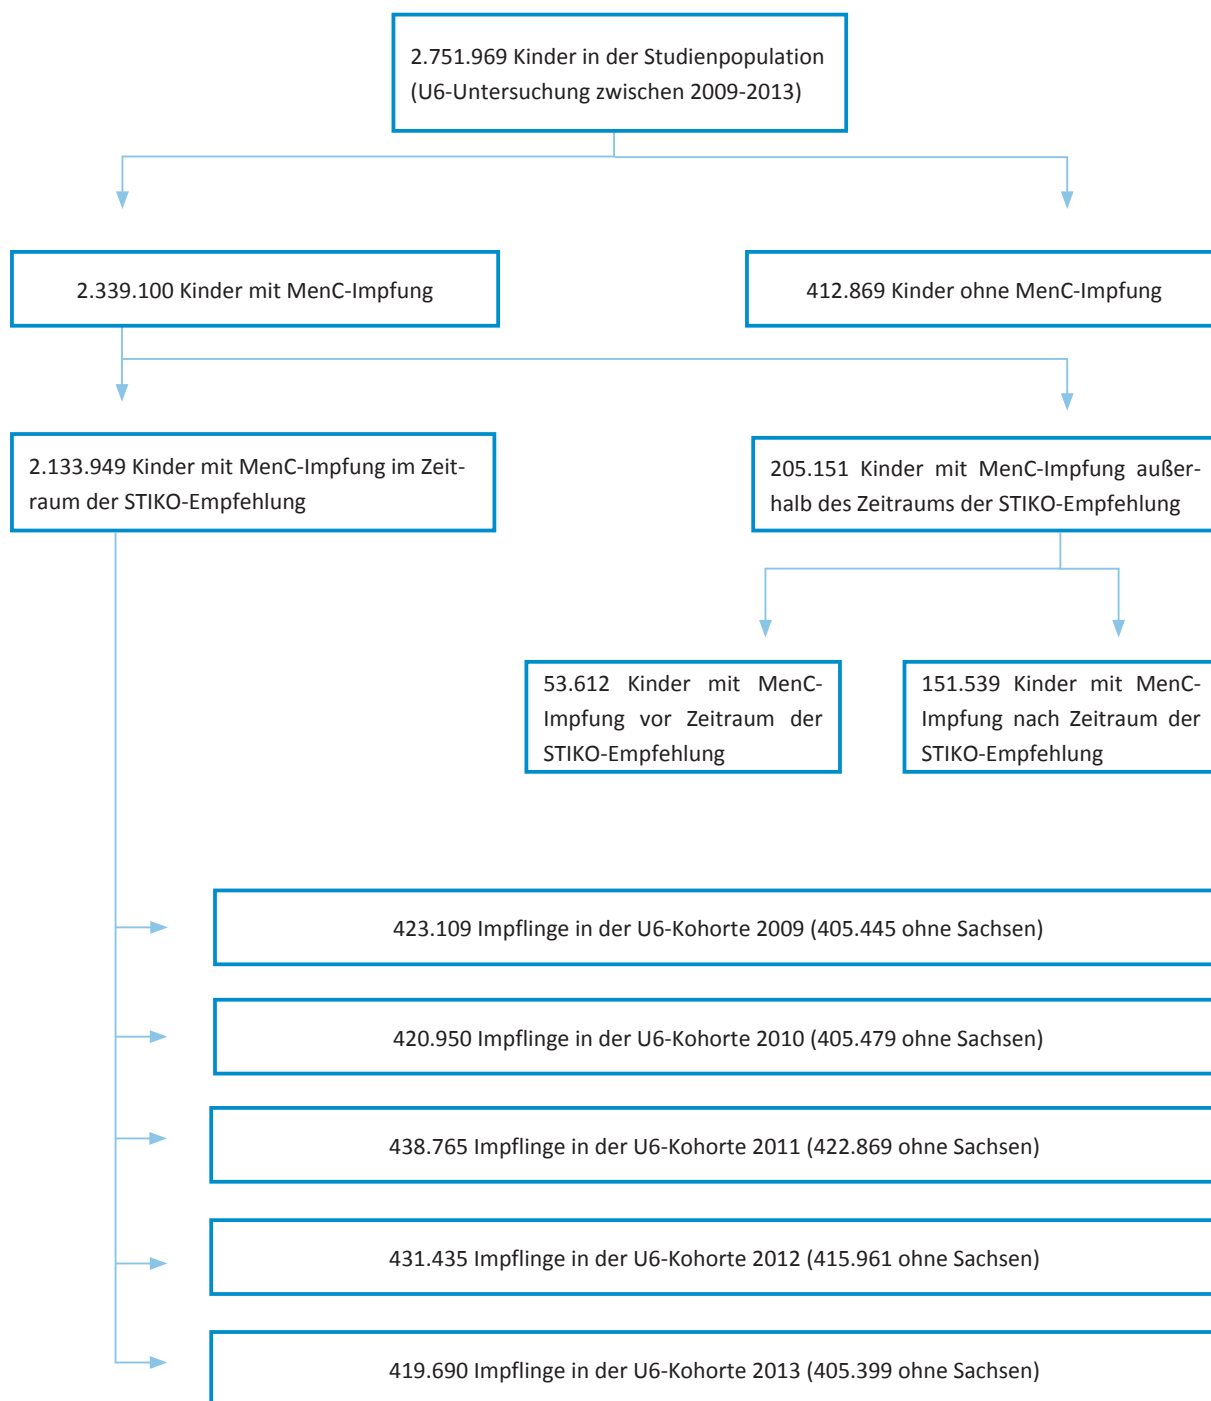 2.751.969 Kinder in der Studienpopulation
(U6-Untersuchung zwischen 2009-2013)
2.339.100 Kinder mit MenC-Impfung
412.869 Kinder ohne MenC-Impfung
2.133.949 Kinder mit MenC-Impfung im Zeit-
raum der STIKO-Empfehlung
205.151 Kinder mit MenC-Impfung außer-
halb des Zeitraums der STIKO-Empfehlung
53.612 Kinder mit MenC-
Impfung vor Zeitraum der
STIKO-Empfehlung
151.539 Kinder mit MenC-
Impfung nach Zeitraum der
STIKO-Empfehlung
423.109 Impflinge in der U6-Kohorte 2009 (405.445 ohne Sachsen)
420.950 Impflinge in der U6-Kohorte 2010 (405.479 ohne Sachsen)
438.765 Impflinge in der U6-Kohorte 2011 (422.869 ohne Sachsen)
431.435 Impflinge in der U6-Kohorte 2012 (415.961 ohne Sachsen)
419.690 Impflinge in der U6-Kohorte 2013 (405.399 ohne Sachsen)